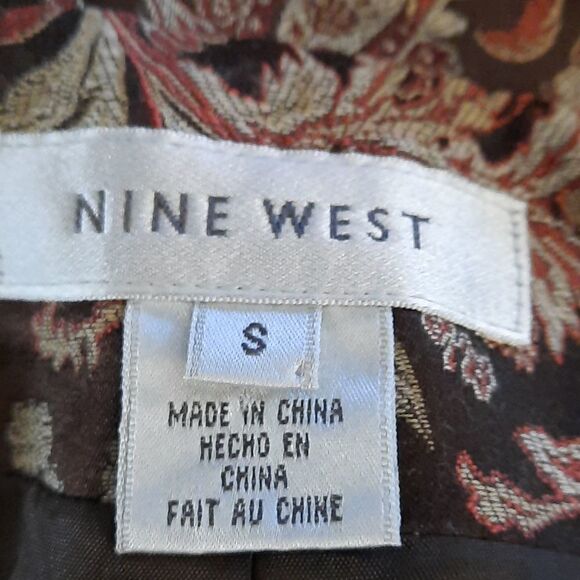 NINE WEST
S
MADE IN CHINA
HECHO EN
CHINA
FAIT AU CHINE